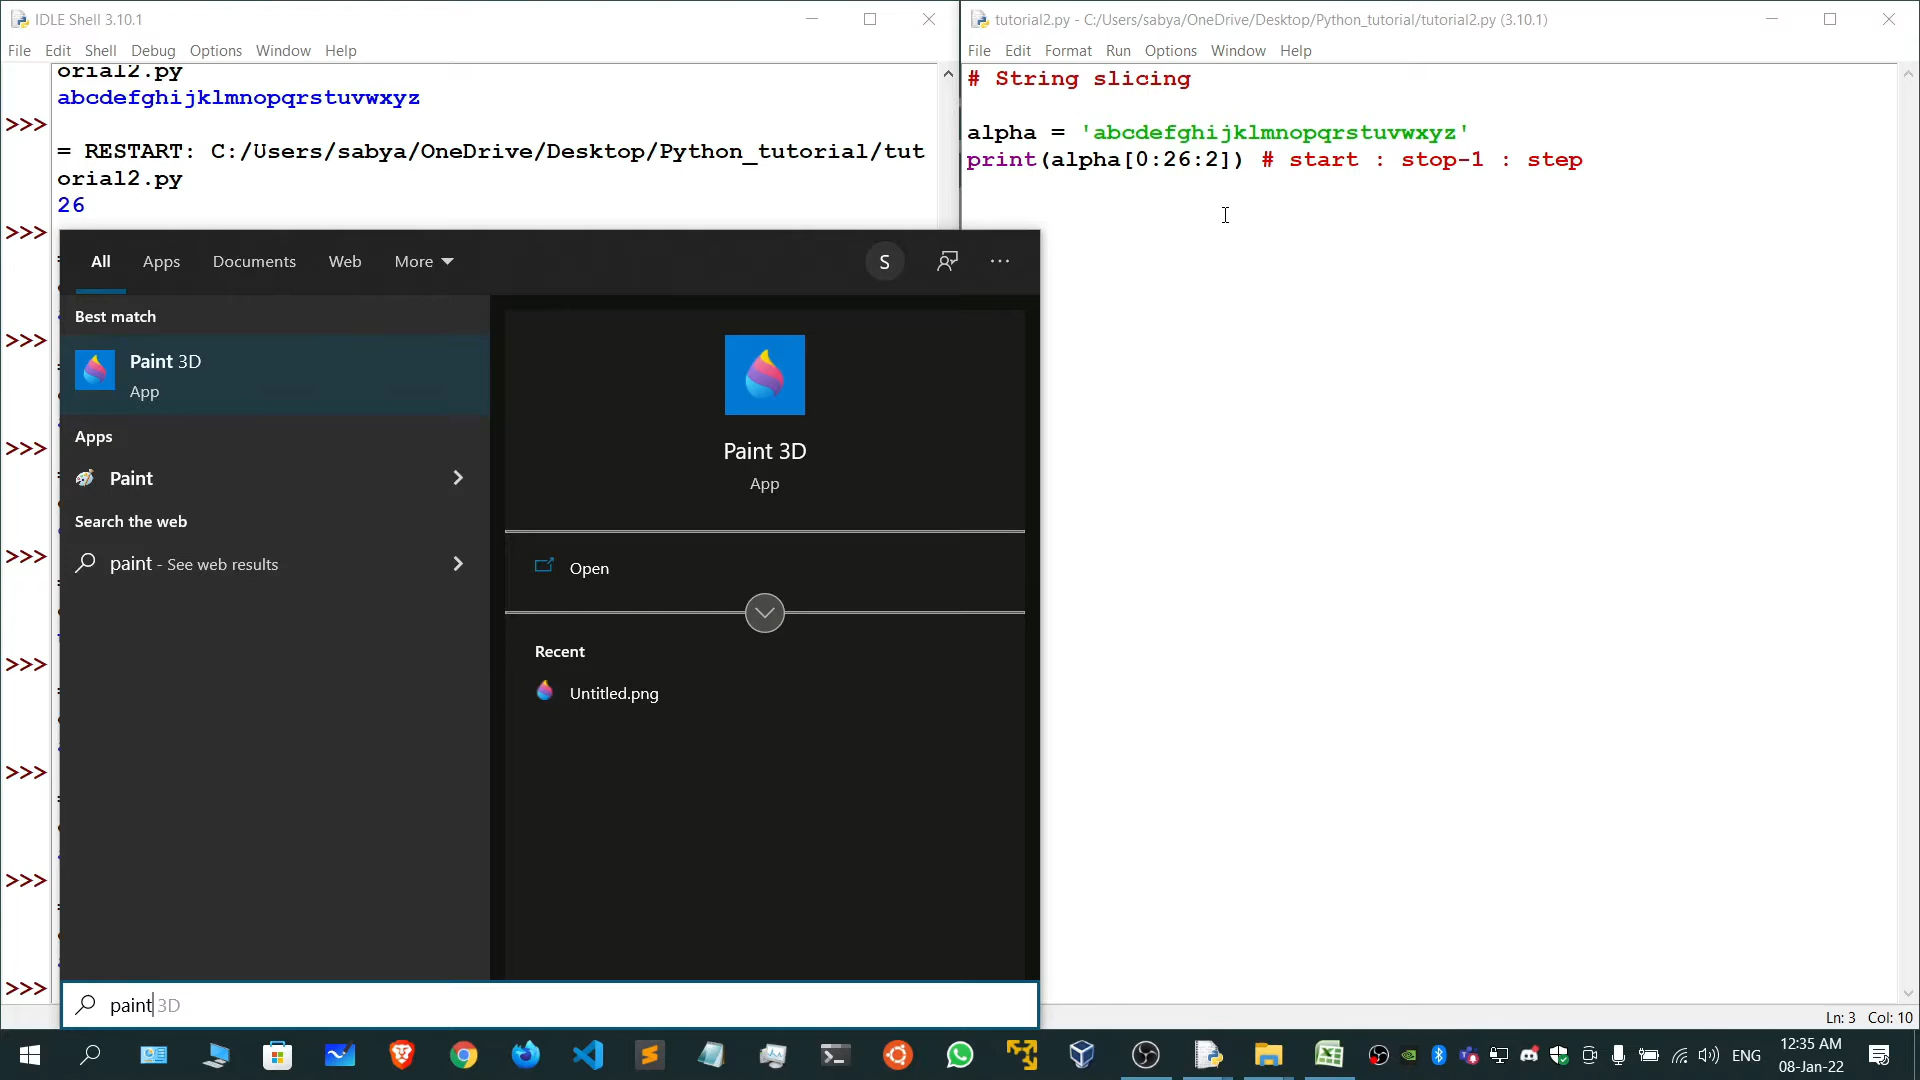 IDLE Shell 3.10.1
File Edit Shell Debug Options Window Help
orial2.py
abcdefghijklmnopqrstuvwxyz
>>>
= RESTART: C:/Users/sabya/OneDrive/Desktop/Python_tutorial/tut
orial2.py
26
>>>
>>>
>>>
>>>
>>>
>>>
>>>
>>>
tutorial2.py - C:/Users/sabya/OneDrive/Desktop/Python_tutorial/tutorial2.py (3.10.1)
File Edit Format Run Options Window Help
# String slicing
alpha = 'abcdefghijklmnopqrstuvwxyz'
print(alpha[0:26:2]) # start : stop-1 : step
All Apps Documents Web More
S
Best match
Paint 3D
App
Apps
Paint
Search the web
paint - See web results
Paint 3D
App
Open
Recent
Untitled.png
paint 3D
Ln: 3 Col: 10
ENG
12:35 AM
08-Jan-22